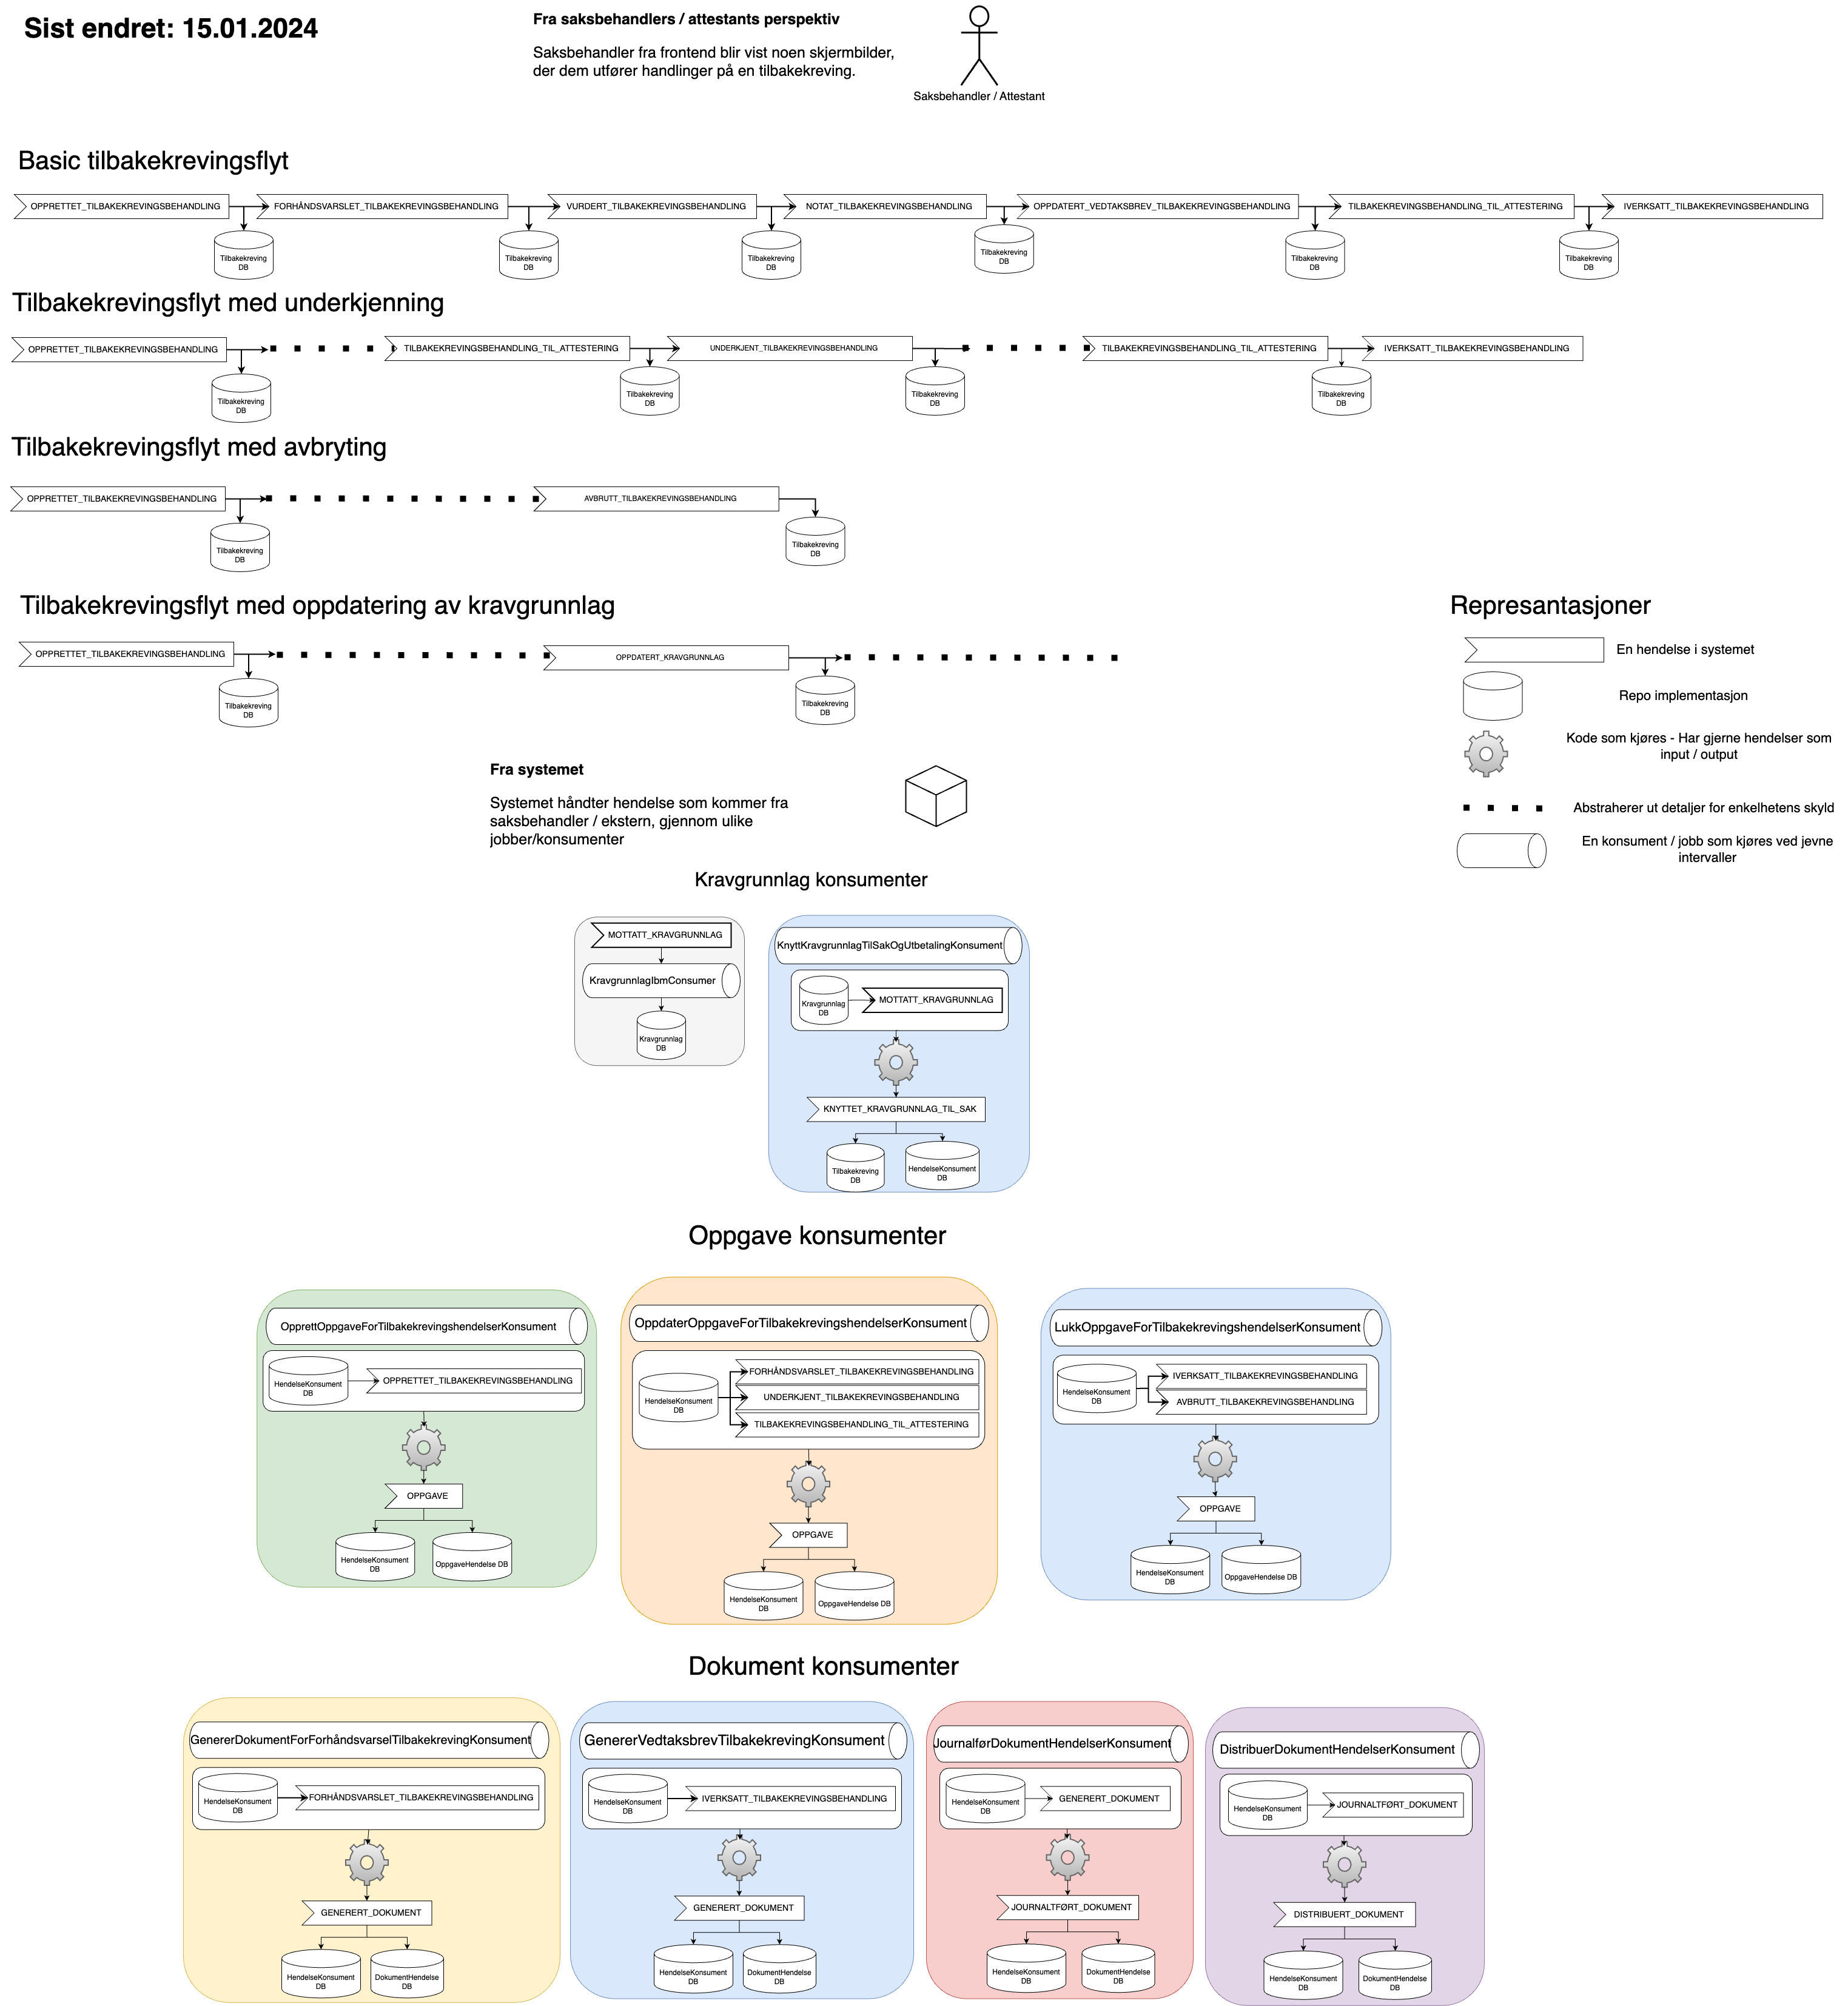 Sist endret: 15.01.2024
Fra saksbehandlers / attestants perspektiv
Saksbehandler fra frontend blir vist noen skjermbilder,
der dem utfører handlinger på en tilbakekreving.
Saksbehandler / Attestant
Basic tilbakekrevingsflyt
OPPRETTET_TILBAKEKREVINGSBEHANDLING
FORHÅNDSVARSLET_TILBAKEKREVINGSBEHANDLING
VURDERT_TILBAKEKREVINGSBEHANDLING
NOTAT_TILBAKEKREVINGSBEHANDLING
OPPDATERT_VEDTAKSBREV_TILBAKEKREVINGSBEHANDLING
TILBAKEKREVINGSBEHANDLING_TIL_ATTESTERING
IVERKSATT_TILBAKEKREVINGSBEHANDLING
Tilbakekreving
DB
Tilbakekreving
DB
Tilbakekreving
DB
Tilbakekreving
DB
Tilbakekreving
DB
Tilbakekreving
DB
Tilbakekrevingsflyt med underkjenning
OPPRETTET_TILBAKEKREVINGSBEHANDLING
TILBAKEKREVINGSBEHANDLING_TIL_ATTESTERING
UNDERKJENT_TILBAKEKREVINGSBEHANDLING
TILBAKEKREVINGSBEHANDLING_TIL_ATTESTERING
IVERKSATT_TILBAKEKREVINGSBEHANDLING
Tilbakekreving
DB
Tilbakekreving
DB
Tilbakekreving
DB
Tilbakekreving
DB
Tilbakekrevingsflyt med avbryting
OPPRETTET_TILBAKEKREVINGSBEHANDLING
AVBRUTT_TILBAKEKREVINGSBEHANDLING
Tilbakekreving
DB
Tilbakekreving
DB
Tilbakekrevingsflyt med oppdatering av kravgrunnlag
OPPRETTET_TILBAKEKREVINGSBEHANDLING
OPPDATERT_KRAVGRUNNLAG
Tilbakekreving
DB
Tilbakekreving
DB
Represantasjoner
En hendelse i systemet
Repo implementasjon
Kode som kjøres - Har gjerne hendelser som
input / output
Abstraherer ut detaljer for enkelhetens skyld
En konsument / jobb som kjøres ved jevne
intervaller
Fra systemet
Systemet håndter hendelse som kommer fra
saksbehandler / ekstern, gjennom ulike
jobber/konsumenter
Kravgrunnlag konsumenter
MOTTATT_KRAVGRUNNLAG
KravgrunnlagIbmConsumer
Kravgrunnlag
DB
KnyttKravgrunnlagTilSakOgUtbetalingKonsument
Kravgrunnlag
DB
MOTTATT_KRAVGRUNNLAG
KNYTTET_KRAVGRUNNLAG_TIL_SAK
Tilbakekreving
DB
HendelseKonsument
DB
Oppgave konsumenter
OpprettOppgaveForTilbakekrevingshendelserKonsument
HendelseKonsument
DB
OPPRETTET_TILBAKEKREVINGSBEHANDLING
OPPGAVE
HendelseKonsument
DB
OppgaveHendelse DB
OppdaterOppgaveForTilbakekrevingshendelserKonsument
HendelseKonsument
DB
FORHÅNDSVARSLET_TILBAKEKREVINGSBEHANDLING
UNDERKJENT_TILBAKEKREVINGSBEHANDLING
TILBAKEKREVINGSBEHANDLING_TIL_ATTESTERING
OPPGAVE
HendelseKonsument
DB
OppgaveHendelse DB
LukkOppgaveForTilbakekrevingshendelserKonsument
HendelseKonsument
DB
IVERKSATT_TILBAKEKREVINGSBEHANDLING
AVBRUTT_TILBAKEKREVINGSBEHANDLING
OPPGAVE
HendelseKonsument
DB
OppgaveHendelse DB
Dokument konsumenter
GenererDokumentForForhåndsvarselTilbakekrevingKonsument
HendelseKonsument
DB
FORHÅNDSVARSLET_TILBAKEKREVINGSBEHANDLING
GENERERT_DOKUMENT
HendelseKonsument
DB
DokumentHendelse
DB
GenererVedtaksbrevTilbakekrevingKonsument
HendelseKonsument
DB
IVERKSATT_TILBAKEKREVINGSBEHANDLING
GENERERT_DOKUMENT
HendelseKonsument
DB
DokumentHendelse
DB
JournalførDokumentHendelserKonsument
HendelseKonsument
DB
GENERERT_DOKUMENT
JOURNALTFØRT_DOKUMENT
HendelseKonsument
DB
DokumentHendelse
DB
DistribuerDokumentHendelserKonsument
HendelseKonsument
DB
JOURNALTFØRT_DOKUMENT
DISTRIBUERT_DOKUMENT
HendelseKonsument
DB
DokumentHendelse
DB